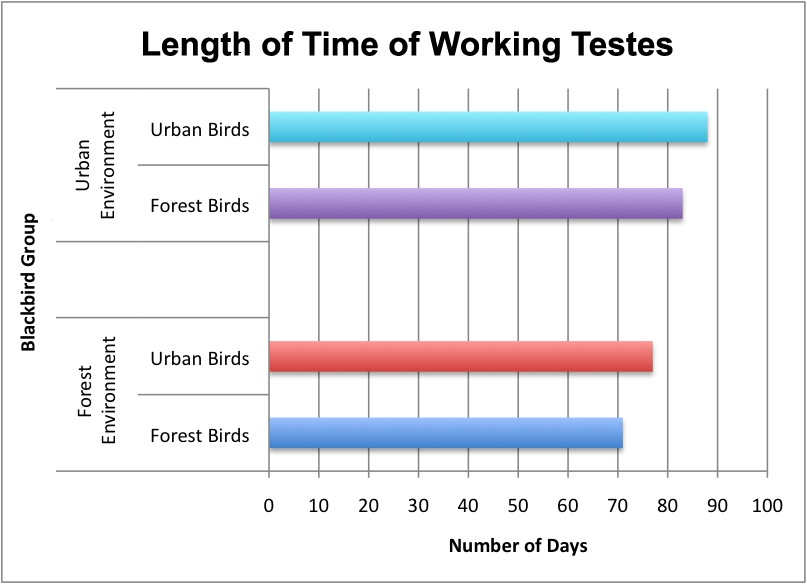 Length of Time of Working Testes
Blackbird Group
Urban
Environment
Urban Birds
Forest Birds
Forest
Environment
Urban Birds
Forest Birds
0 10 20 30 40 50 60 70 80 90 100
Number of Days